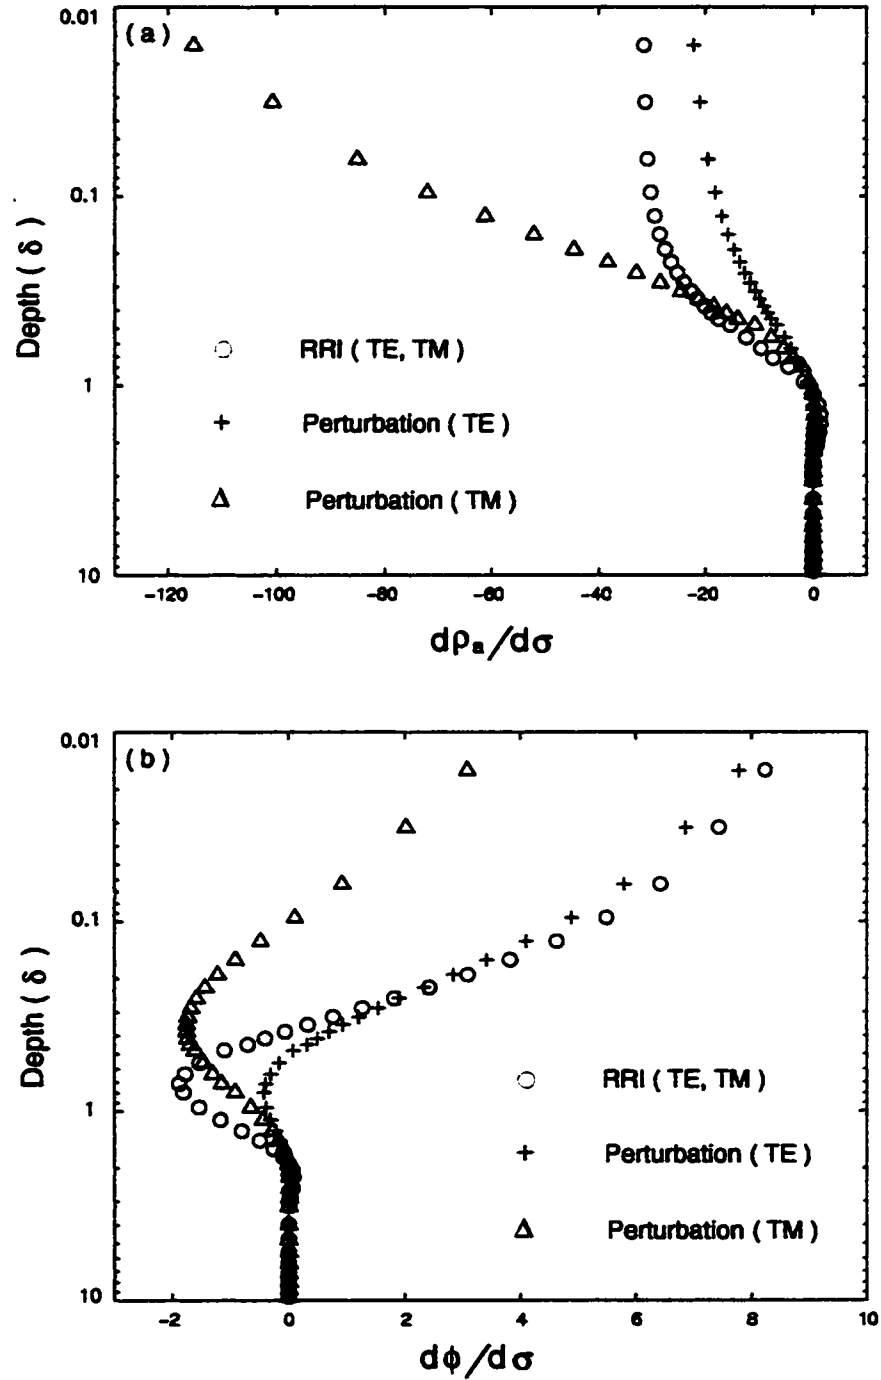 (a)
0.01
0.1
1
10
Depth ( δ )
RRI ( TE, TM )
Perturbation ( TE )
Perturbation ( TM )
-120 -100 -80 -60 -40 -20 0
dρa/dσ
(b)
0.01
0.1
1
10
Depth ( δ )
RRI ( TE, TM )
Perturbation ( TE )
Perturbation ( TM )
-2 0 2 4 6 8 10
dϕ/dσ